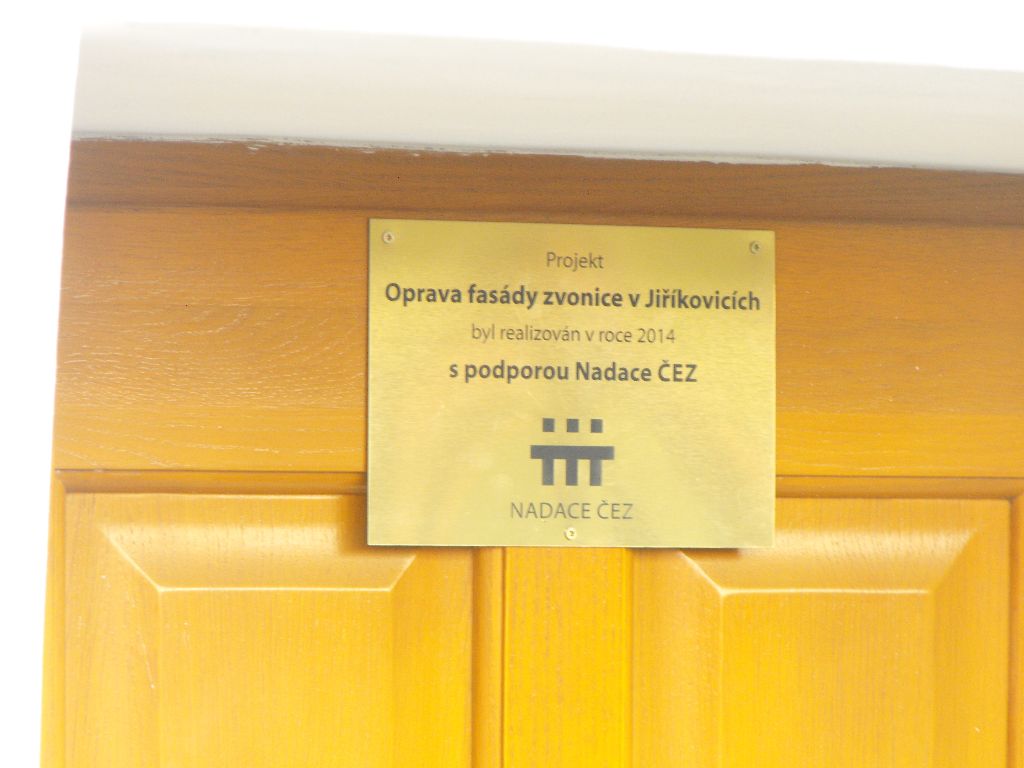 Projekt
Oprava fasády zvonice v Jiříkovicích
byl realizován v roce 2014
s podporou Nadace ČEZ
NADACE ČEZ